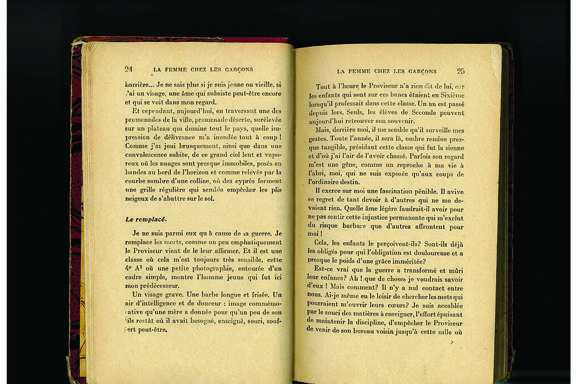 24 LA FEMME CHEZ LES GARÇONS
horrière... Je ne sais plus si je suis jeune ou vieille, si
j'ai un visage, une âme qui subsiste peut-être encore
et qui se voit dans mon regard.
Et cependant, aujourd'hui, en traversant une des
promenades de la ville, promenade déserte, surélevée
sur un plateau qui domine tout le pays, quelle im-
pression de délivrance m'a inondée tout à coup !
Comme j'ai joui brusquement, ainsi que dans une
convalescence subite, de ce grand ciel lent et vapo-
reux où les nuages sont presque immobiles, posés en
bandes au bord de l'horizon et comme relevés par la
courbe sombre d'une colline, où des cyprès forment
une grille régulière qui semble empêcher les plis
neigeux de s'abattre sur le sol.
Le remplacé.
Je ne suis parmi eux qu'à cause de la guerre. Je
remplace les morts, comme un peu emphatiquement
le Proviseur vient de le leur affirmer. Et il est une
classe où cela m'est toujours très sensible, cette
4e A¹ où une petite photographie, entourée d'un
cadre simple, montre l'homme jeune qui fut ici
mon prédécesseur.
Un visage grave. Une barbe longue et frisée. Un
air d'intelligence et de douceur : image commémo-
rative qu'une mère a donnée pour qu'un peu de son
fils restât où il avait besogné, enseigné, souri, souf-
fert peut-être.
LA FEMME CHEZ LES GARÇONS 25
Tout à l'heure le Proviseur n'a rien dit de lui, car
les enfants qui sont sur ces bancs étaient en Sixième
lorsqu'il professait dans cette classe. Un an est passé
depuis lors. Seuls, les élèves de Seconde peuvent
aujourd'hui retrouver son souvenir.
Mais, derrière moi, il me semble qu'il surveille mes
gestes. Toute l'année, il sera là, ombre rendue pres-
que tangible, présidant cette classe qui fut la sienne
et d'où j'ai l'air de l'avoir chassé. Parfois son regard
m'est une gêne, comme un reproche à ma vie à
l'abri, moi, qui ne suis exposée qu'aux coups de
l'ordinaire destin.
Il exerce sur moi une fascination pénible. Il avive
ce regret de tant devoir à d'autres qui ne me de-
vaient rien. Quelle âme légère faudrait-il avoir pour
ne pas sentir cette injustice permanente qui m'exclut
du risque barbare que d'autres affrontent pour
moi !
Cela, les enfants le perçoivent-ils? Sont-ils déjà
les obligés pour qui l'obligation est douloureuse et a
presque le poids d'une grâce imméritée?
Est-ce vrai que la guerre a transformé et mûri
leur enfance? Ah ! que de choses je voudrais savoir
d'eux ! Mais comment? Il n'y a nul contact entre
nous. Ai-je même eu le loisir de chercher les mots qui
pourraient m'ouvrir leurs cœurs? Je suis accablée
par le souci des matières à enseigner, l'effort épuisant
de maintenir la discipline, d'empêcher le Proviseur
de venir de son bureau voisin jusqu'à cette salle où